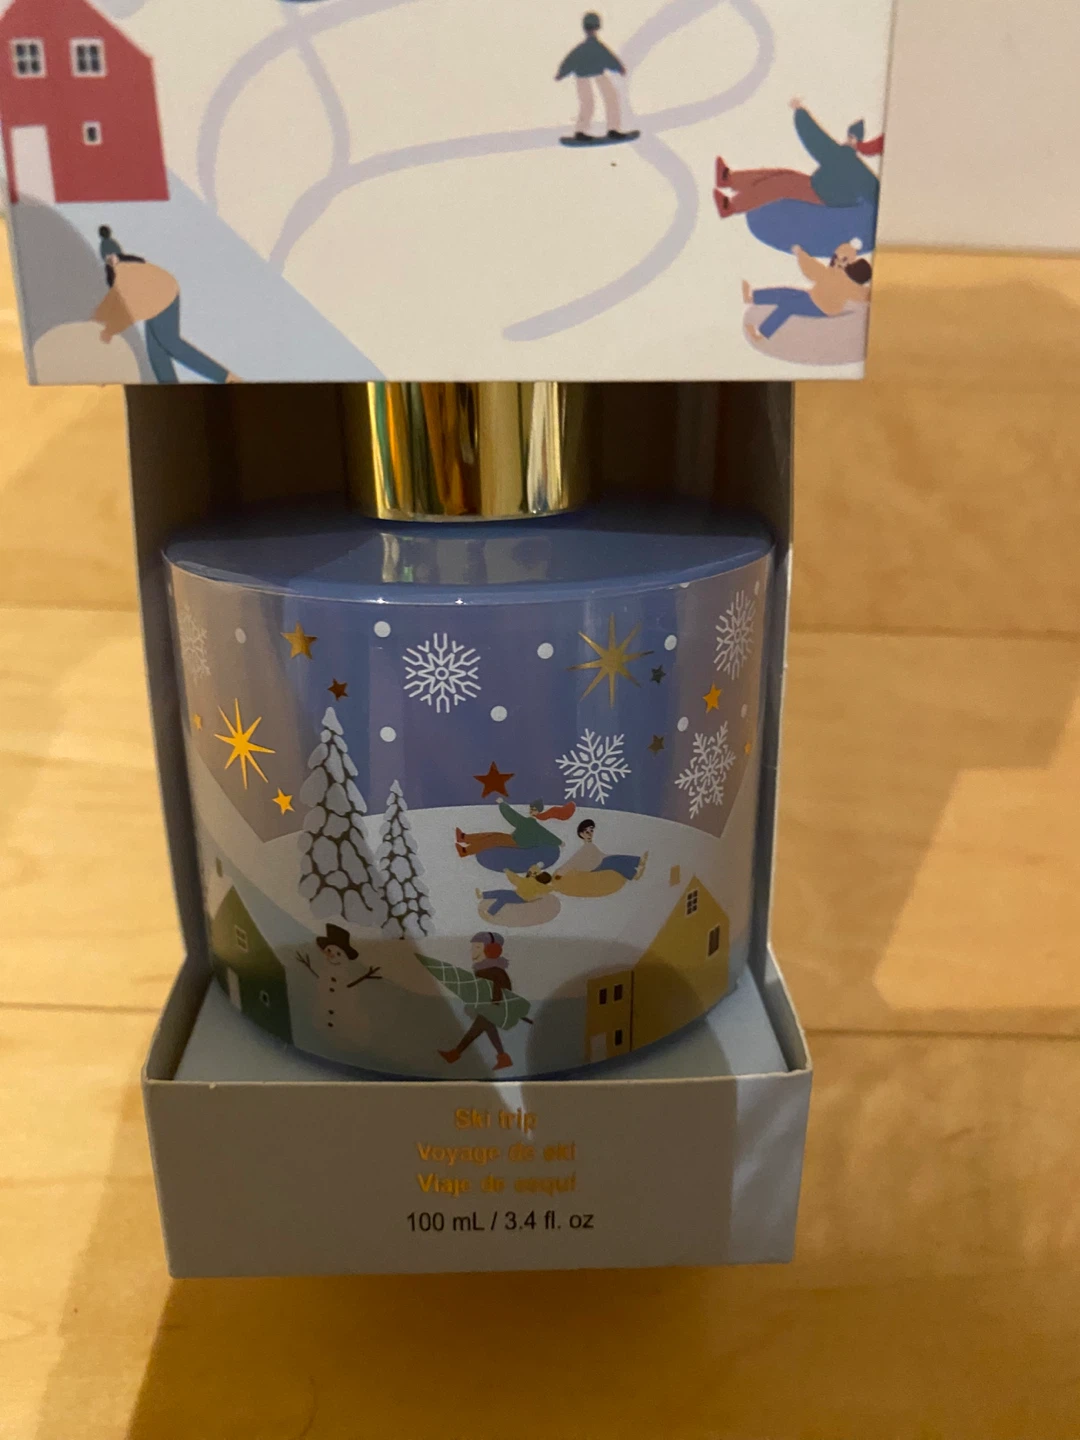 Ski trip
Voyage de ski
Viaje de esquí
100 mL / 3.4 fl. oz